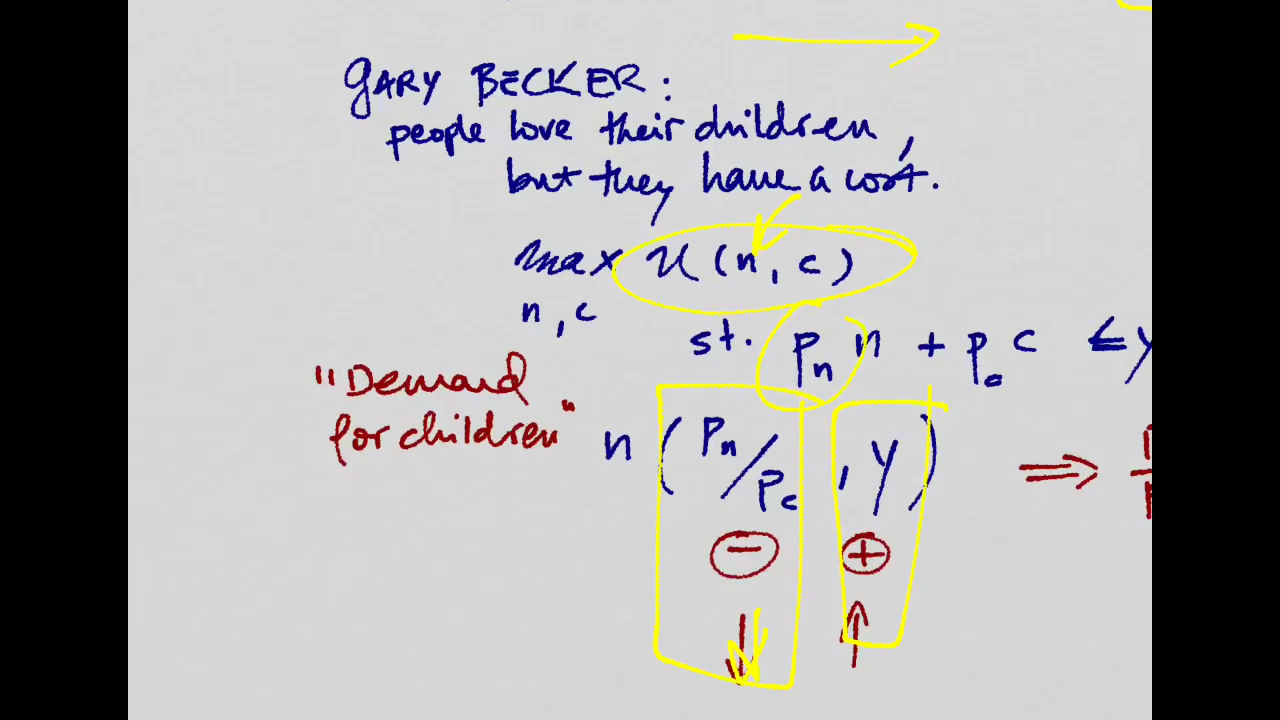 GARY BECKER:
people love their children,
but they have a cost.
max U(n, c)
n, c
st. Pn n + Pc c ≤ y
"Demand
for children"
n (Pn/Pc, y)
⊖ ⊕